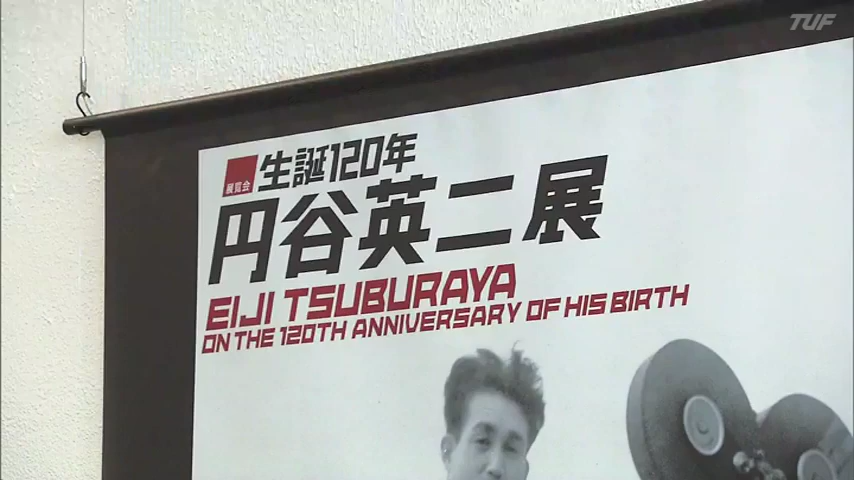 TUF
展覧会
生誕120年
円谷英二展
EIJI TSUBURAYA
ON THE 120TH ANNIVERSARY OF HIS BIRTH